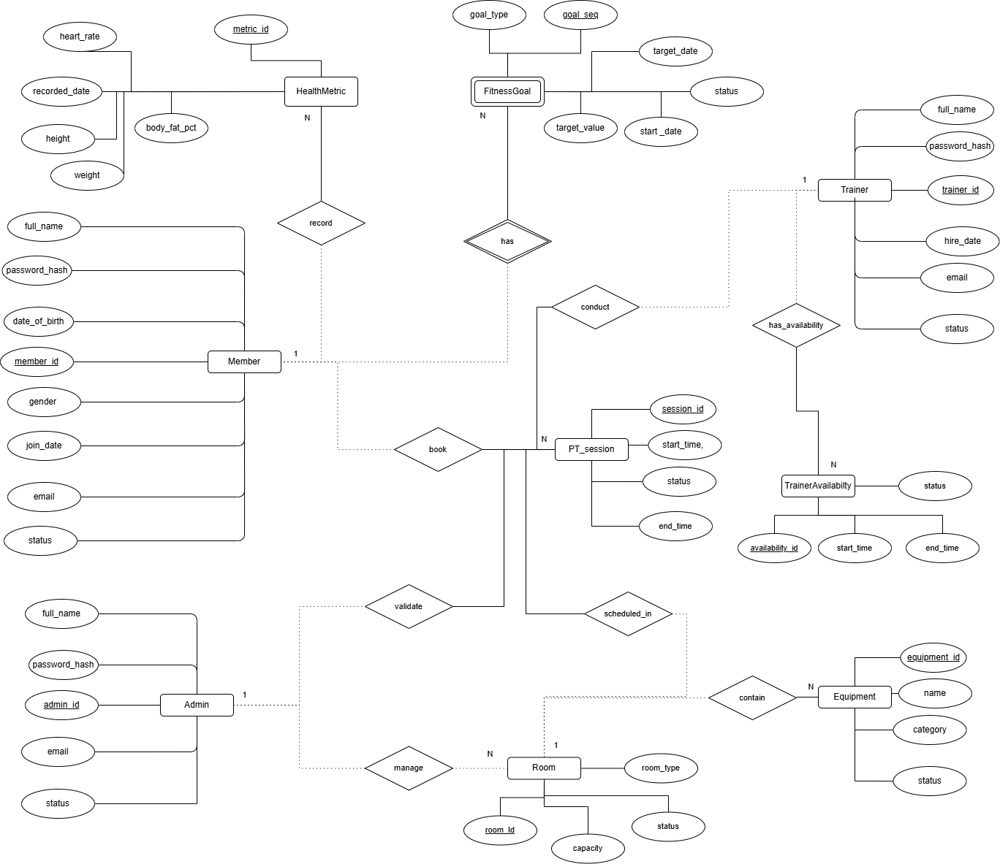 goal_type
goal_seq
metric_id
heart_rate
target_date
recorded_date
HealthMetric
FitnessGoal
status
N
N
full_name
body_fat_pct
target_value
start _date
height
password_hash
weight
1
Trainer
trainer_id
record
full_name
has
hire_date
password_hash
email
conduct
date_of_birth
has_availability
status
member_id
Member
1
gender
session_id
join_date
book
N
PT_session
start_time,
N
status
TrainerAvailabilty
status
email
end_time
status
availability_id
start_time
end_time
full_name
validate
scheduled_in
equipment_id
password_hash
N
1
admin_id
Admin
contain
Equipment
name
category
email
N
1
manage
Room
room_type
status
status
room_Id
status
capacity